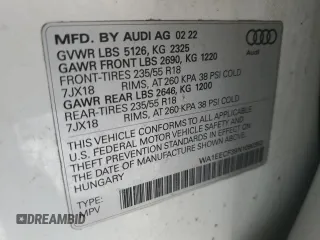 MFD. BY AUDI AG 02 22
GVWR LBS 5126, KG 2325
GAWR FRONT LBS 2690, KG 1220
FRONT-TIRES 235/55 R18
7JX18 RIMS, AT 260 KPA/ 38 PSI COLD
GAWR REAR LBS 2646, KG 1200
REAR-TIRES 235/55 R18
7JX18 RIMS, AT 260 KPA/ 38 PSI COLD
Audi
THIS VEHICLE CONFORMS TO ALL APPLICABLE
U.S. FEDERAL MOTOR VEHICLE SAFETY AND
THEFT PREVENTION STANDARDS IN EFFECT ON
THE DATE OF MANUFACTURE SHOWN ABOVE.
HUNGARY
TYPE:
MPV
DREAMEDBID.COM